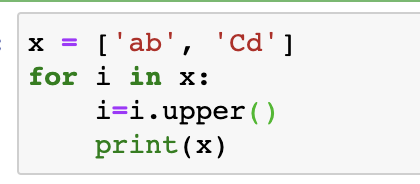 x = ['ab', 'Cd']
for i in x:
    i=i.upper()
    print(x)